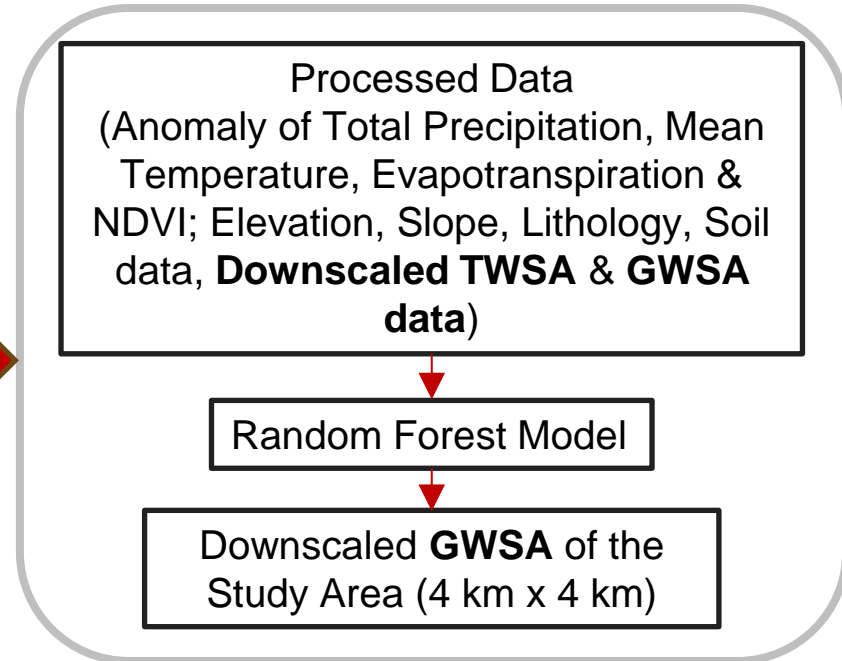 Processed Data
(Anomaly of Total Precipitation, Mean
Temperature, Evapotranspiration &
NDVI; Elevation, Slope, Lithology, Soil
data, Downscaled TWSA & GWSA
data)
Random Forest Model
Downscaled GWSA of the
Study Area (4 km x 4 km)